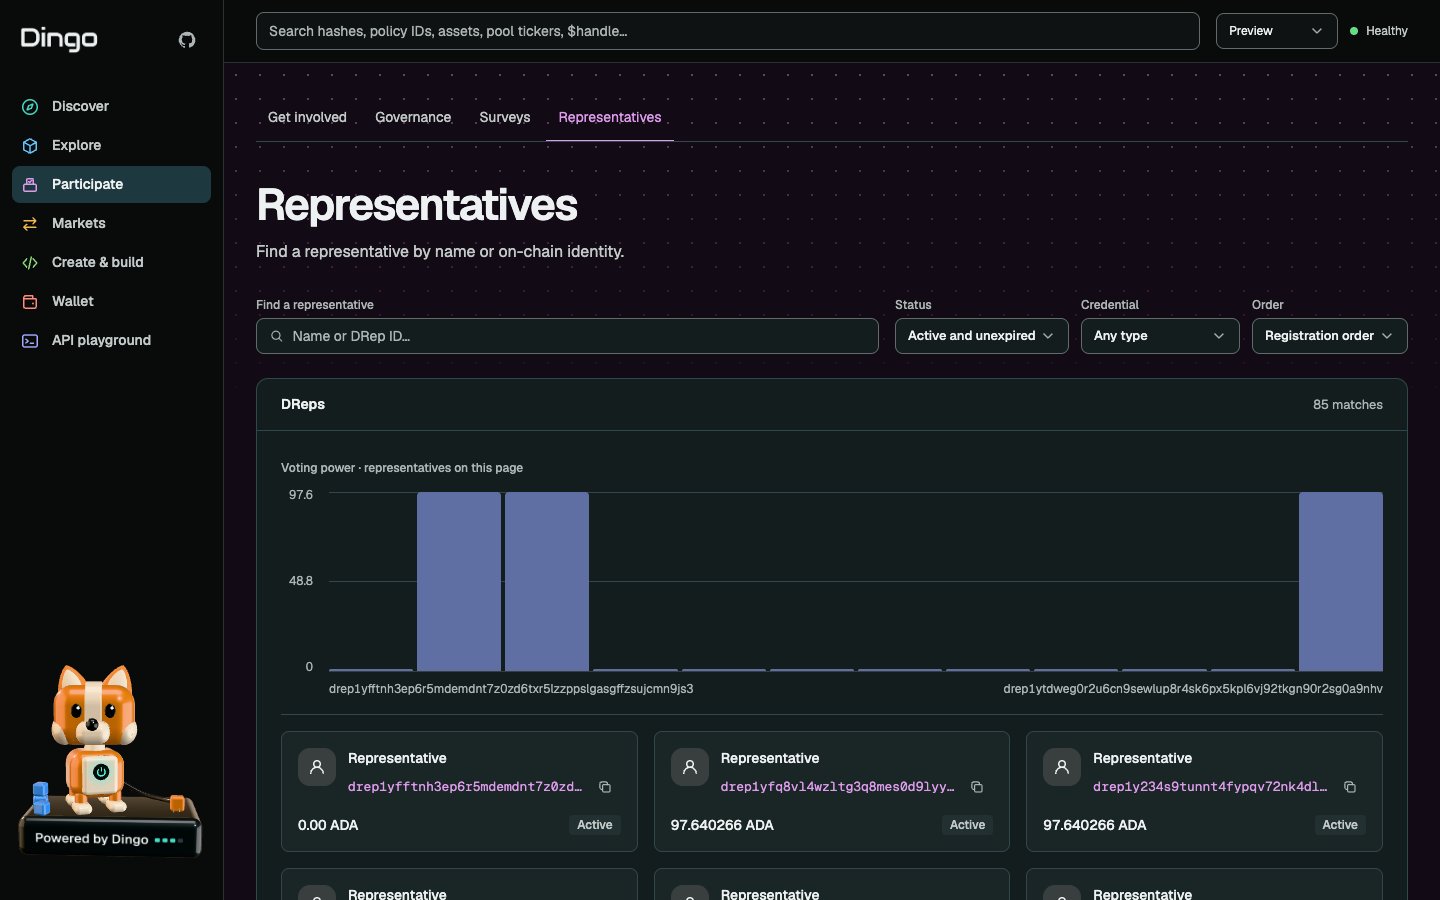 Dingo
Search hashes, policy IDs, assets, pool tickers, $handle...
Preview
Healthy
Discover
Explore
Participate
Markets
Create & build
Wallet
API playground
Powered by Dingo
Get involved
Governance
Surveys
Representatives
Representatives
Find a representative by name or on-chain identity.
Find a representative
Status
Credential
Order
Name or DRep ID...
Active and unexpired
Any type
Registration order
DReps
85 matches
Voting power · representatives on this page
97.6
48.8
0
drep1yfftnh3ep6r5mdemdnt7z0zd6txr5lzzppslgasgffzsujcmn9js3
drep1ytdweg0r2u6cn9sewlup8r4sk6px5kpl6vj92tkgn90r2sg0a9nhv
Representative
drep1yfftnh3ep6r5mdemdnt7z0zd...
0.00 ADA
Active
Representative
drep1yfq8vl4wzltg3q8mes0d9lyy...
97.640266 ADA
Active
Representative
drep1y234s9tunnt4fypqv72nk4dl...
97.640266 ADA
Active
Representative
Representative
Representative